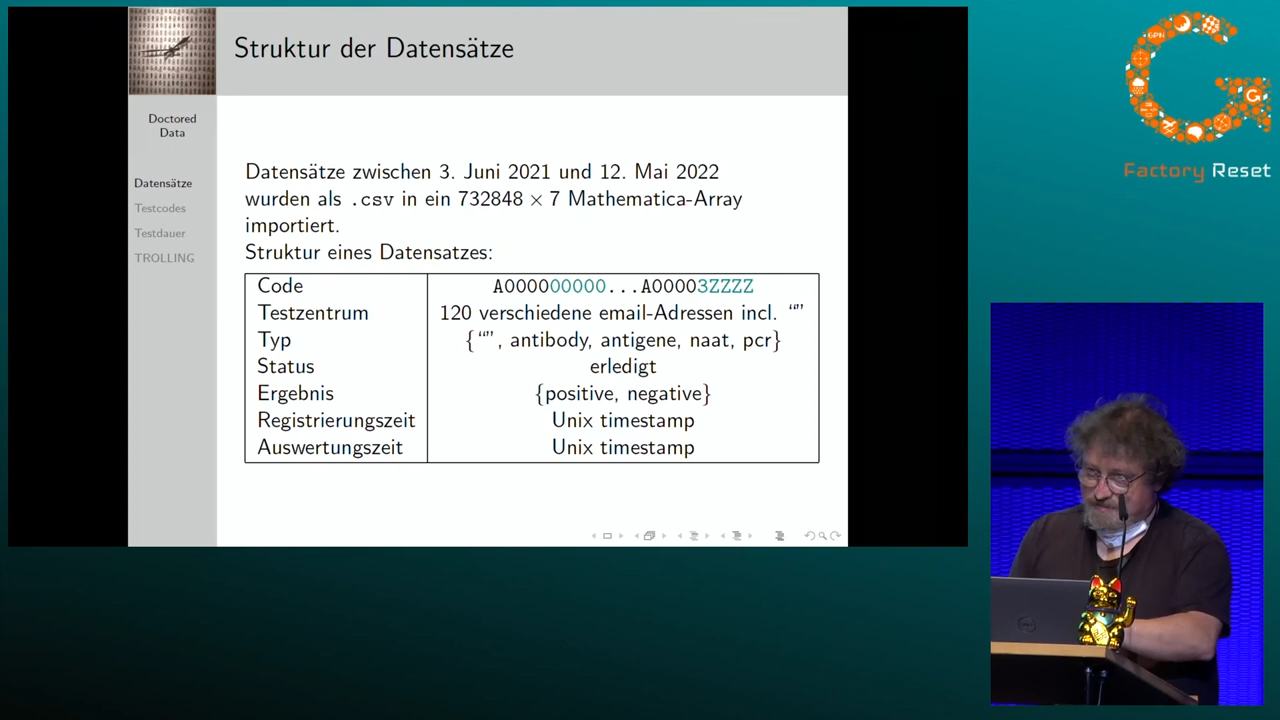 Struktur der Datensätze
Doctored
Data
Datensätze
Testcodes
Testdauer
TROLLING
Datensätze zwischen 3. Juni 2021 und 12. Mai 2022
wurden als .csv in ein 732848 × 7 Mathematica-Array
importiert.
Struktur eines Datensatzes:
Code A000000000...A00003ZZZZ
Testzentrum 120 verschiedene email-Adressen incl. “”
Typ {“”, antibody, antigene, naat, pcr}
Status erledigt
Ergebnis {positive, negative}
Registrierungszeit Unix timestamp
Auswertungszeit Unix timestamp
GPN
G
Factory Reset